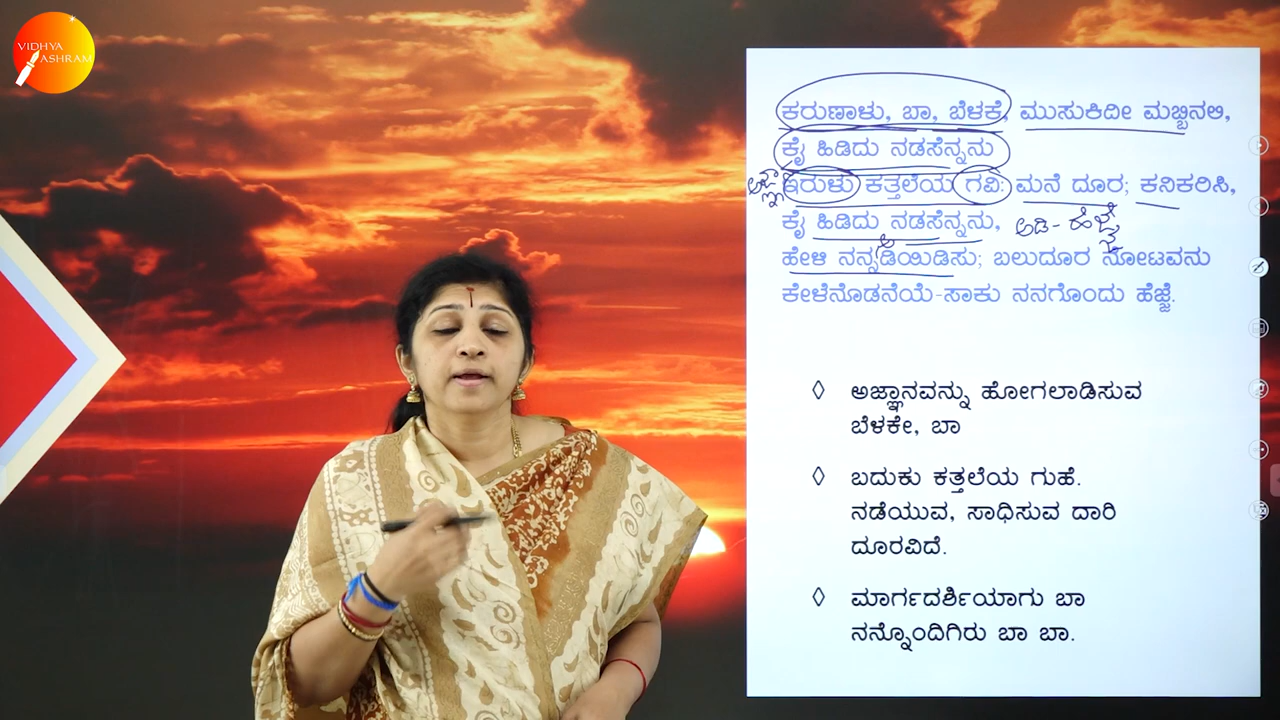 VIDHYA
ASHRAM
ಕರುಣಾಳು, ಬಾ, ಬೆಳಕೆ, ಮುಸುಕಿದೀ ಮಬ್ಬಿನಲಿ,
ಕೈ ಹಿಡಿದು ನಡಸೆನ್ನನು
ಇರುಳು ಕತ್ತಲೆಯ ಗವಿ; ಮನೆ ದೂರ; ಕನಿಕರಿಸಿ,
ಕೈ ಹಿಡಿದು ನಡಸೆನ್ನನು, ಅಡಿ - ಹೆಜ್ಜೆ
ಹೇಳಿ ನನ್ನಡಿಯಿಡಿಸು; ಬಲುದೂರ ನೋಟವನು
ಕೇಳೆನೊಡನೆಯೆ-ಸಾಕು ನನಗೊಂದು ಹೆಜ್ಜೆ.
◊ ಅಜ್ಞಾನವನ್ನು ಹೋಗಲಾಡಿಸುವ
ಬೆಳಕೇ, ಬಾ
◊ ಬದುಕು ಕತ್ತಲೆಯ ಗುಹೆ.
ನಡೆಯುವ, ಸಾಧಿಸುವ ದಾರಿ
ದೂರವಿದೆ.
◊ ಮಾರ್ಗದರ್ಶಿಯಾಗು ಬಾ
ನನ್ನೊಂದಿಗಿರು ಬಾ ಬಾ.